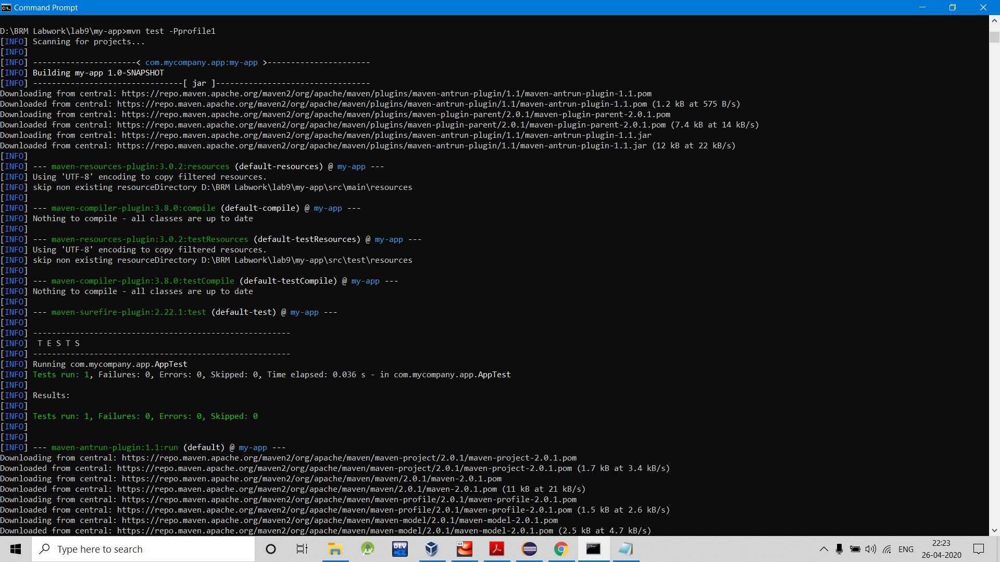 Command Prompt
D:\BRM Labwork\lab9\my-app>mvn test -Pprofile1
[INFO] Scanning for projects...
[INFO]
[INFO] ----------------------< com.mycompany.app:my-app >----------------------
[INFO] Building my-app 1.0-SNAPSHOT
[INFO] --------------------------------[ jar ]---------------------------------
Downloading from central: https://repo.maven.apache.org/maven2/org/apache/maven/plugins/maven-antrun-plugin/1.1/maven-antrun-plugin-1.1.pom
Downloaded from central: https://repo.maven.apache.org/maven2/org/apache/maven/plugins/maven-antrun-plugin/1.1/maven-antrun-plugin-1.1.pom (1.2 kB at 575 B/s)
Downloading from central: https://repo.maven.apache.org/maven2/org/apache/maven/plugins/maven-plugin-parent/2.0.1/maven-plugin-parent-2.0.1.pom
Downloaded from central: https://repo.maven.apache.org/maven2/org/apache/maven/plugins/maven-plugin-parent/2.0.1/maven-plugin-parent-2.0.1.pom (7.4 kB at 14 kB/s)
Downloading from central: https://repo.maven.apache.org/maven2/org/apache/maven/plugins/maven-antrun-plugin/1.1/maven-antrun-plugin-1.1.jar
Downloaded from central: https://repo.maven.apache.org/maven2/org/apache/maven/plugins/maven-antrun-plugin/1.1/maven-antrun-plugin-1.1.jar (12 kB at 22 kB/s)
[INFO]
[INFO] --- maven-resources-plugin:3.0.2:resources (default-resources) @ my-app ---
[INFO] Using 'UTF-8' encoding to copy filtered resources.
[INFO] skip non existing resourceDirectory D:\BRM Labwork\lab9\my-app\src\main\resources
[INFO]
[INFO] --- maven-compiler-plugin:3.8.0:compile (default-compile) @ my-app ---
[INFO] Nothing to compile - all classes are up to date
[INFO]
[INFO] --- maven-resources-plugin:3.0.2:testResources (default-testResources) @ my-app ---
[INFO] Using 'UTF-8' encoding to copy filtered resources.
[INFO] skip non existing resourceDirectory D:\BRM Labwork\lab9\my-app\src\test\resources
[INFO]
[INFO] --- maven-compiler-plugin:3.8.0:testCompile (default-testCompile) @ my-app ---
[INFO] Nothing to compile - all classes are up to date
[INFO]
[INFO] --- maven-surefire-plugin:2.22.1:test (default-test) @ my-app ---
[INFO]
[INFO] -------------------------------------------------------
[INFO]  T E S T S
[INFO] -------------------------------------------------------
[INFO] Running com.mycompany.app.AppTest
[INFO] Tests run: 1, Failures: 0, Errors: 0, Skipped: 0, Time elapsed: 0.036 s - in com.mycompany.app.AppTest
[INFO]
[INFO] Results:
[INFO]
[INFO] Tests run: 1, Failures: 0, Errors: 0, Skipped: 0
[INFO]
[INFO]
[INFO] --- maven-antrun-plugin:1.1:run (default) @ my-app ---
Downloading from central: https://repo.maven.apache.org/maven2/org/apache/maven/maven-project/2.0.1/maven-project-2.0.1.pom
Downloaded from central: https://repo.maven.apache.org/maven2/org/apache/maven/maven-project/2.0.1/maven-project-2.0.1.pom (1.7 kB at 3.4 kB/s)
Downloading from central: https://repo.maven.apache.org/maven2/org/apache/maven/maven/2.0.1/maven-2.0.1.pom
Downloaded from central: https://repo.maven.apache.org/maven2/org/apache/maven/maven/2.0.1/maven-2.0.1.pom (11 kB at 21 kB/s)
Downloading from central: https://repo.maven.apache.org/maven2/org/apache/maven/maven-profile/2.0.1/maven-profile-2.0.1.pom
Downloaded from central: https://repo.maven.apache.org/maven2/org/apache/maven/maven-profile/2.0.1/maven-profile-2.0.1.pom (1.5 kB at 2.6 kB/s)
Downloading from central: https://repo.maven.apache.org/maven2/org/apache/maven/maven-model/2.0.1/maven-model-2.0.1.pom
Downloaded from central: https://repo.maven.apache.org/maven2/org/apache/maven/maven-model/2.0.1/maven-model-2.0.1.pom (2.5 kB at 4.7 kB/s)
Type here to search
DEV
C++
64
ENG
22:23
26-04-2020